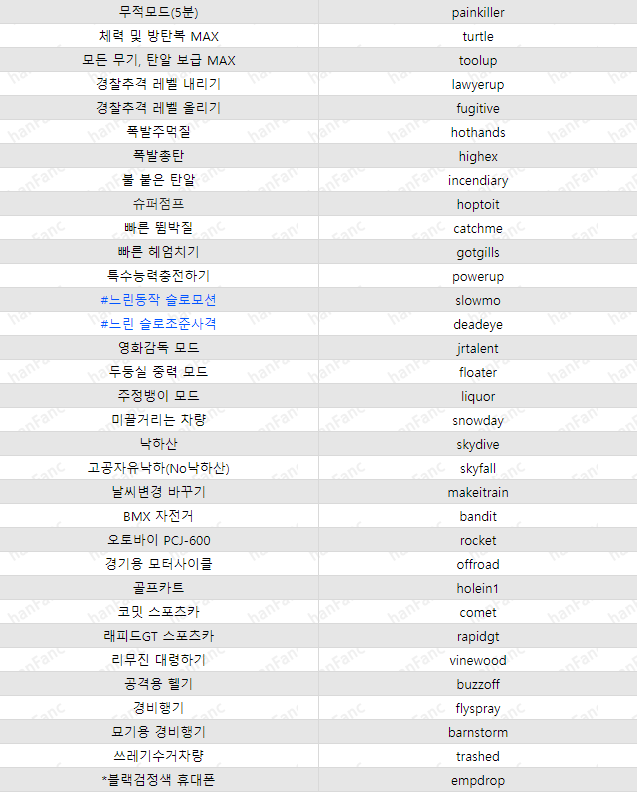 무적모드(5분) painkiller
체력 및 방탄복 MAX turtle
모든 무기, 탄알 보급 MAX toolup
경찰추격 레벨 내리기 lawyerup
경찰추격 레벨 올리기 fugitive
폭발주먹질 hothands
폭발총탄 highex
불 붙은 탄알 incendiary
슈퍼점프 hoptoit
빠른 뜀박질 catchme
빠른 헤엄치기 gotgills
특수능력충전하기 powerup
#느린동작 슬로모션 slowmo
#느린 슬로조준사격 deadeye
영화감독 모드 jrtalent
두둥실 중력 모드 floater
주정뱅이 모드 liquor
미끌거리는 차량 snowday
낙하산 skydive
고공자유낙하(No낙하산) skyfall
날씨변경 바꾸기 makeitrain
BMX 자전거 bandit
오토바이 PCJ-600 rocket
경기용 모터사이클 offroad
골프카트 holein1
코밋 스포츠카 comet
래피드GT 스포츠카 rapidgt
리무진 대령하기 vinewood
공격용 헬기 buzzoff
경비행기 flyspray
묘기용 경비행기 barnstorm
쓰레기수거차량 trashed
*블랙검정색 휴대폰 empdrop